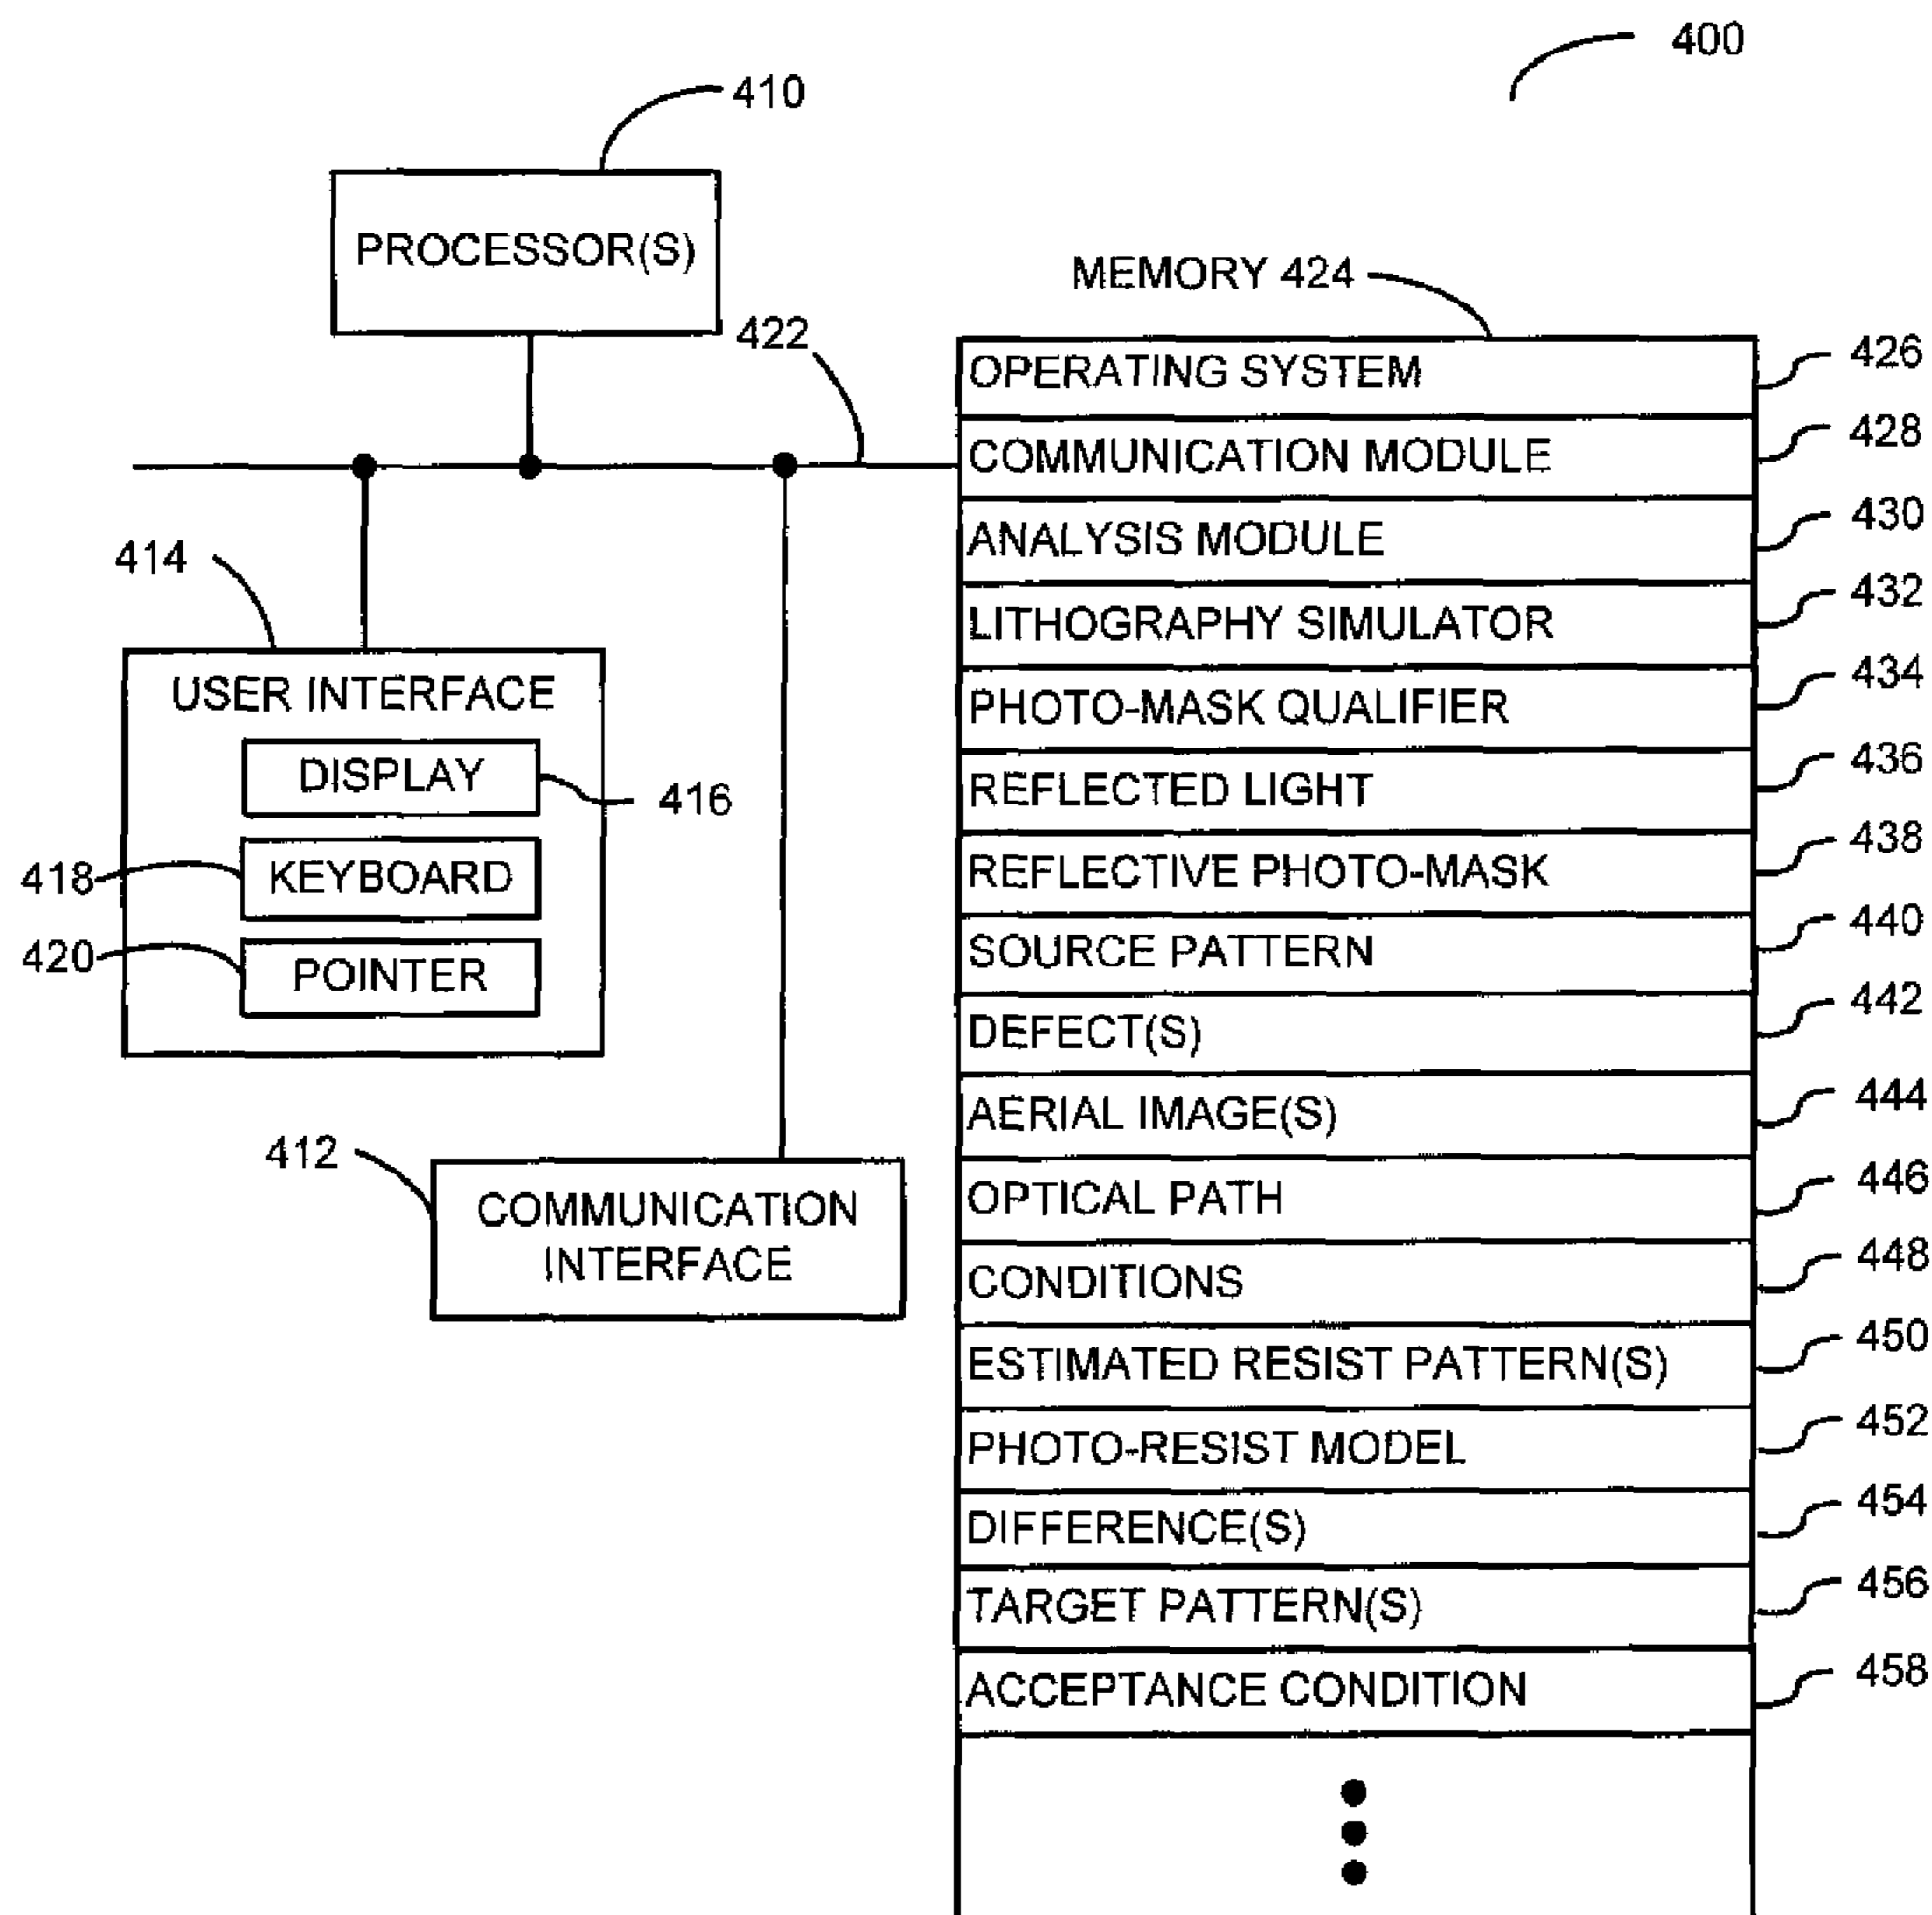 400
410
PROCESSOR(S)
MEMORY 424
422
OPERATING SYSTEM 426
COMMUNICATION MODULE 428
ANALYSIS MODULE 430
LITHOGRAPHY SIMULATOR 432
PHOTO-MASK QUALIFIER 434
REFLECTED LIGHT 436
REFLECTIVE PHOTO-MASK 438
SOURCE PATTERN 440
DEFECT(S) 442
AERIAL IMAGE(S) 444
OPTICAL PATH 446
CONDITIONS 448
ESTIMATED RESIST PATTERN(S) 450
PHOTO-RESIST MODEL 452
DIFFERENCE(S) 454
TARGET PATTERN(S) 456
ACCEPTANCE CONDITION 458
414
USER INTERFACE
DISPLAY 416
418 KEYBOARD
420 POINTER
412
COMMUNICATION
INTERFACE